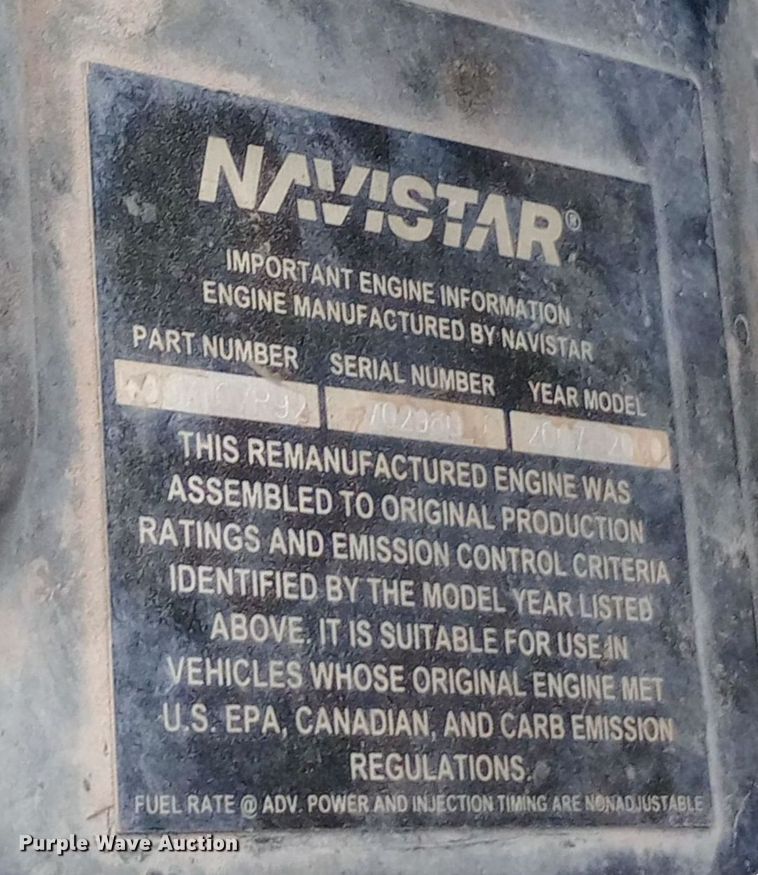 NAVISTAR®
IMPORTANT ENGINE INFORMATION
ENGINE MANUFACTURED BY NAVISTAR
PART NUMBER SERIAL NUMBER YEAR MODEL
THIS REMANUFACTURED ENGINE WAS
ASSEMBLED TO ORIGINAL PRODUCTION
RATINGS AND EMISSION CONTROL CRITERIA
IDENTIFIED BY THE MODEL YEAR LISTED
ABOVE. IT IS SUITABLE FOR USE IN
VEHICLES WHOSE ORIGINAL ENGINE MET
U.S. EPA, CANADIAN, AND CARB EMISSION
REGULATIONS.
FUEL RATE @ ADV. POWER AND INJECTION TIMING ARE NONADJUSTABLE
Purple Wave Auction